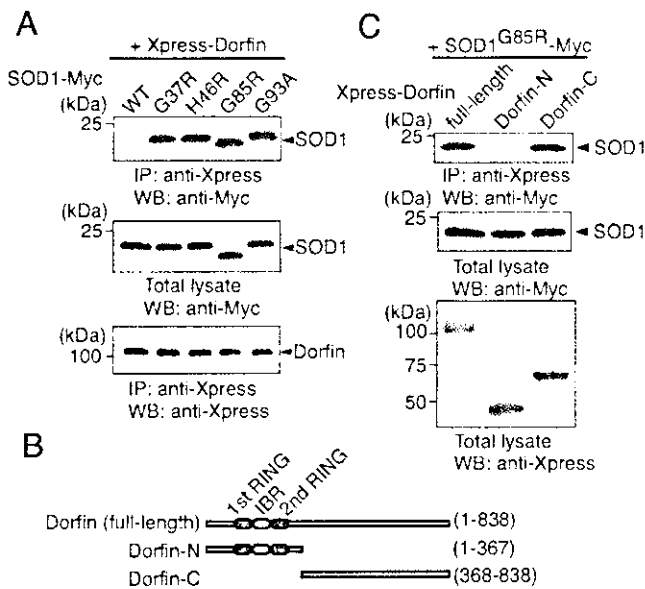 A
+ Xpress-Dorfin
SOD1-Myc
(kDa)
WT G37R H46R G85R G93A
25
SOD1
IP: anti-Xpress
WB: anti-Myc
(kDa)
25
SOD1
Total lysate
WB: anti-Myc
(kDa)
100
Dorfin
IP: anti-Xpress
WB: anti-Xpress
C
+ SOD1G85R-Myc
Xpress-Dorfin
(kDa)
full-length Dorfin-N Dorfin-C
25
SOD1
IP: anti-Xpress
WB: anti-Myc
(kDa)
25
SOD1
Total lysate
WB: anti-Myc
(kDa)
100
75
50
Total lysate
WB: anti-Xpress
B
1st RING IBR 2nd RING
Dorfin (full-length) (1-838)
Dorfin-N (1-367)
Dorfin-C (368-838)